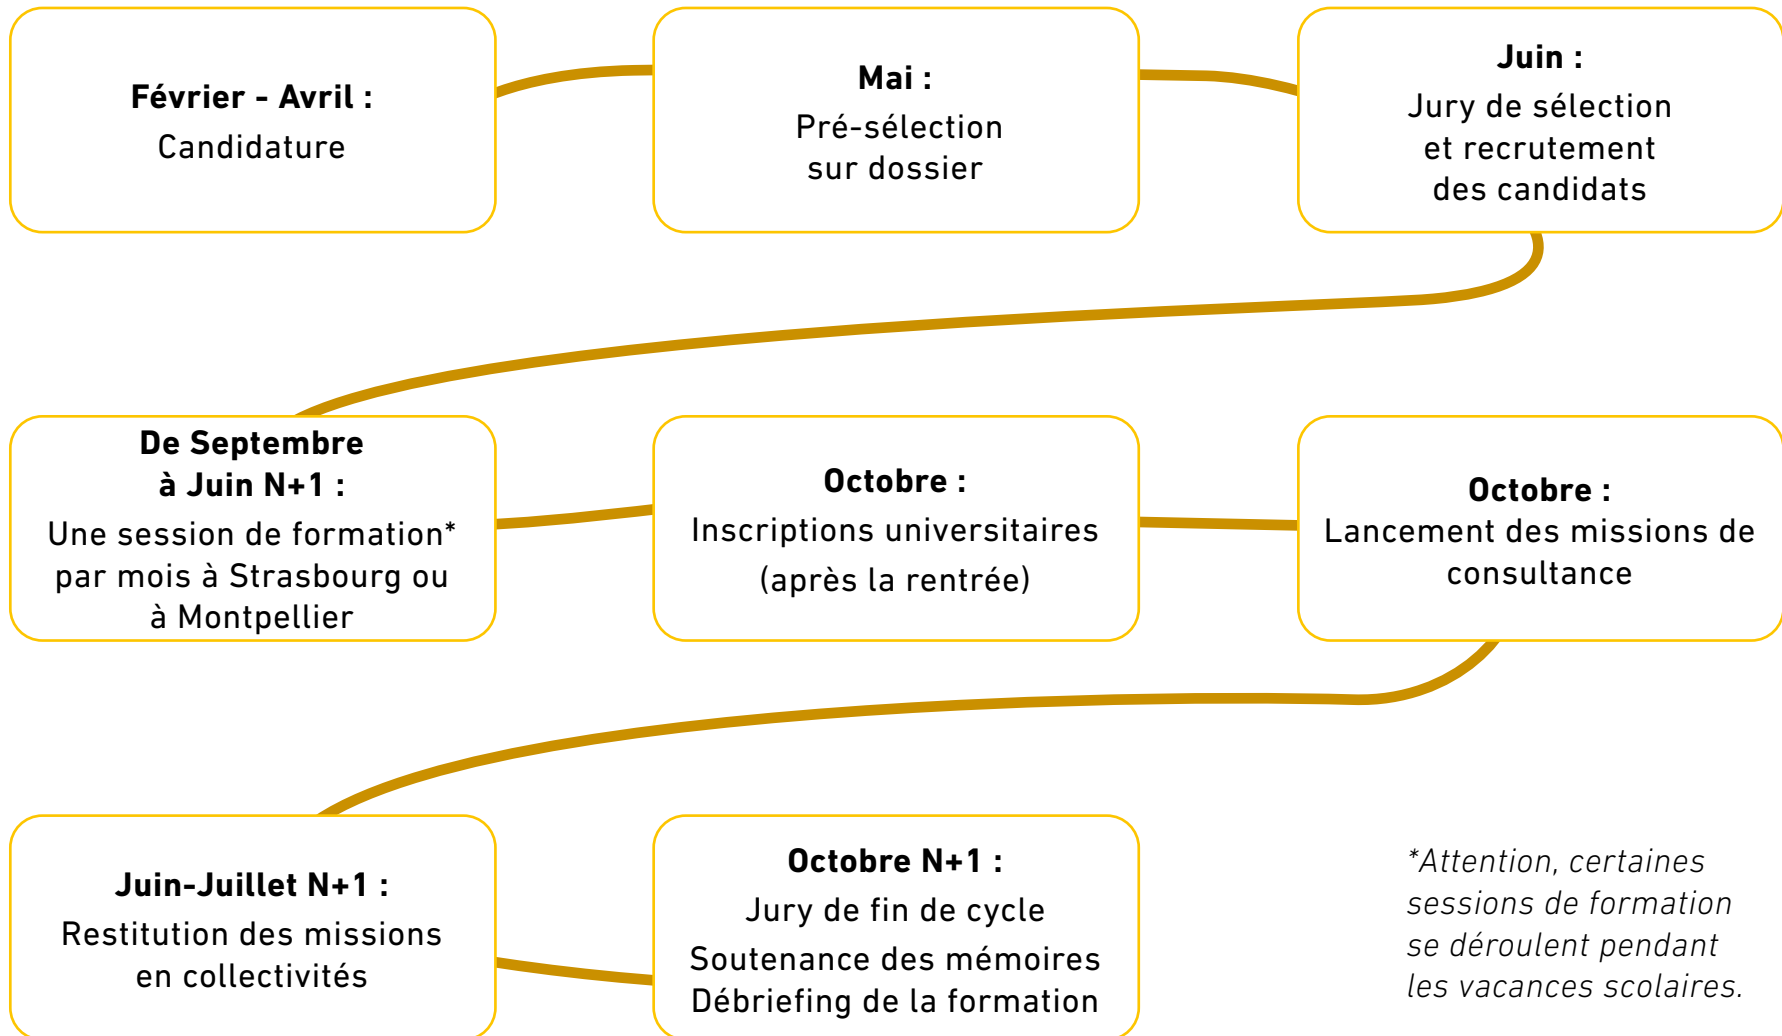 Février - Avril :
Candidature
Mai :
Pré-sélection
sur dossier
Juin :
Jury de sélection
et recrutement
des candidats
De Septembre
à Juin N+1 :
Une session de formation*
par mois à Strasbourg ou
à Montpellier
Octobre :
Inscriptions universitaires
(après la rentrée)
Octobre :
Lancement des missions de
consultance
Juin-Juillet N+1 :
Restitution des missions
en collectivités
Octobre N+1 :
Jury de fin de cycle
Soutenance des mémoires
Débriefing de la formation
*Attention, certaines
sessions de formation
se déroulent pendant
les vacances scolaires.